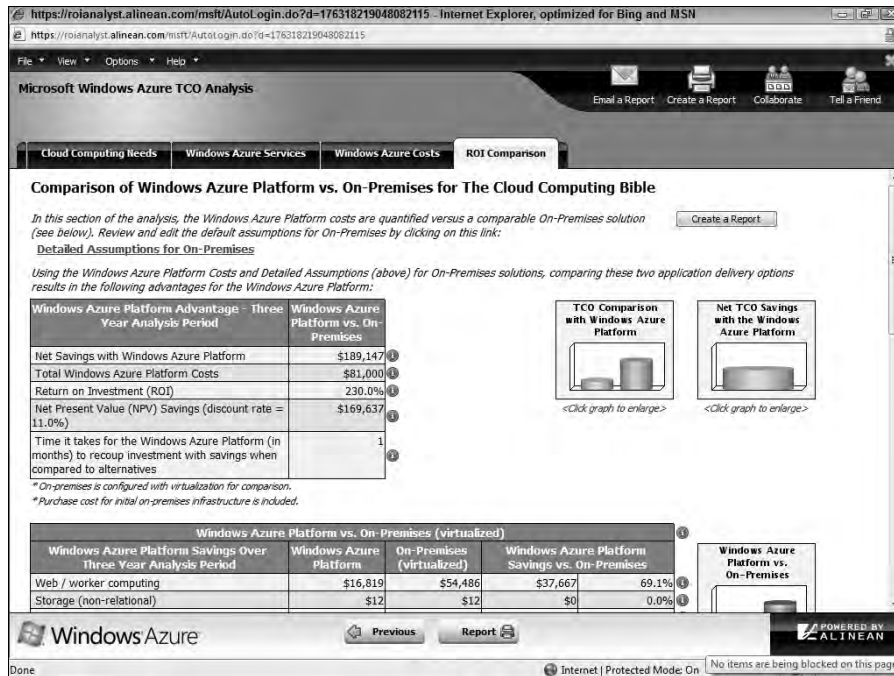 https://roianalyst.alinean.com/msft/AutoLogin.do?d=176318219048082115 - Internet Explorer, optimized for Bing and MSN
https://roianalyst.alinean.com/msft/AutoLogin.do?d=176318219048082115
File View Options Help
Microsoft Windows Azure TCO Analysis
Email a Report Create a Report Collaborate Tell a Friend
Cloud Computing Needs Windows Azure Services Windows Azure Costs ROI Comparison
Comparison of Windows Azure Platform vs. On-Premises for The Cloud Computing Bible
In this section of the analysis, the Windows Azure Platform costs are quantified versus a comparable On-Premises solution
(see below). Review and edit the default assumptions for On-Premises by clicking on this link:
Create a Report
Detailed Assumptions for On-Premises
Using the Windows Azure Platform Costs and Detailed Assumptions (above) for On-Premises solutions, comparing these two application delivery options
results in the following advantages for the Windows Azure Platform:
Windows Azure Platform Advantage - Three
Year Analysis Period
Windows Azure
Platform vs. On-
Premises
Net Savings with Windows Azure Platform $189,147
Total Windows Azure Platform Costs $81,000
Return on Investment (ROI) 230.0%
Net Present Value (NPV) Savings (discount rate =
11.0%)
$169,637
Time it takes for the Windows Azure Platform (in
months) to recoup investment with savings when
compared to alternatives
1
TCO Comparison
with Windows Azure
Platform
<Click graph to enlarge>
Net TCO Savings
with the Windows
Azure Platform
<Click graph to enlarge>
* On-premises is configured with virtualization for comparison.
* Purchase cost for initial on-premises infrastructure is included.
Windows Azure Platform vs. On-Premises (virtualized)
Windows Azure Platform Savings Over
Three Year Analysis Period
Windows Azure
Platform
On-Premises
(virtualized)
Windows Azure Platform
Savings vs. On-Premises
Web / worker computing $16,819 $54,486 $37,667 69.1%
Storage (non-relational) $12 $12 $0 0.0%
Windows Azure
Platform vs.
On-Premises
Windows Azure
Previous Report
POWERED BY
ALINEAN
Done
Internet | Protected Mode: On
No items are being blocked on this page